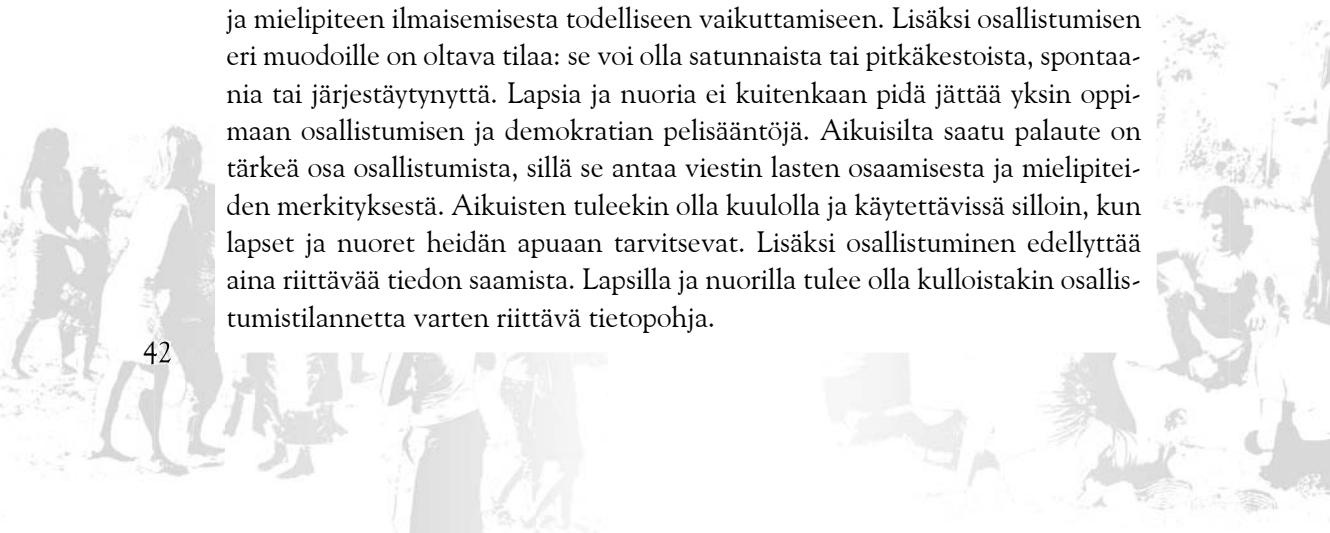 ja mielipiteen ilmaisemisesta todelliseen vaikuttamiseen. Lisäksi osallistumisen
eri muodoille on oltava tilaa: se voi olla satunnaista tai pitkäkestoista, spontaa-
nia tai järjestäytynyttä. Lapsia ja nuoria ei kuitenkaan pidä jättää yksin oppi-
maan osallistumisen ja demokratian pelisääntöjä. Aikuisilta saatu palaute on
tärkeä osa osallistumista, sillä se antaa viestin lasten osaamisesta ja mielipitei-
den merkityksestä. Aikuisten tuleekin olla kuulolla ja käytettävissä silloin, kun
lapset ja nuoret heidän apuaan tarvitsevat. Lisäksi osallistuminen edellyttää
aina riittävää tiedon saamista. Lapsilla ja nuorilla tulee olla kulloistakin osallis-
tumistilannetta varten riittävä tietopohja.
42